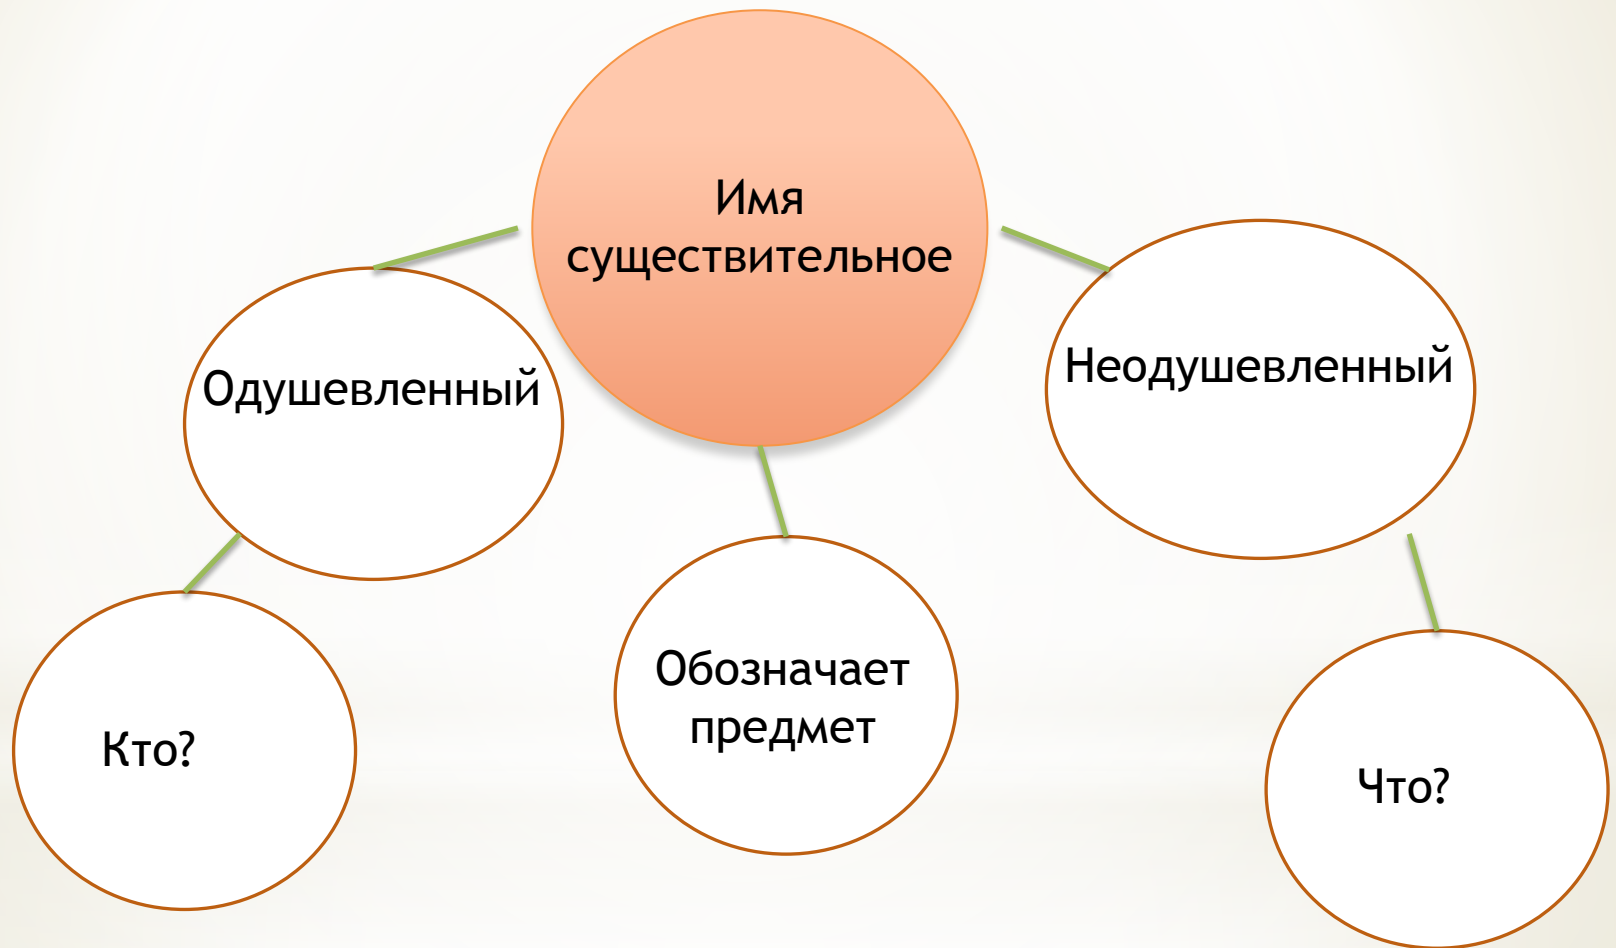 Имя
существительное
Одушевленный
Неодушевленный
Кто?
Обозначает
предмет
Что?